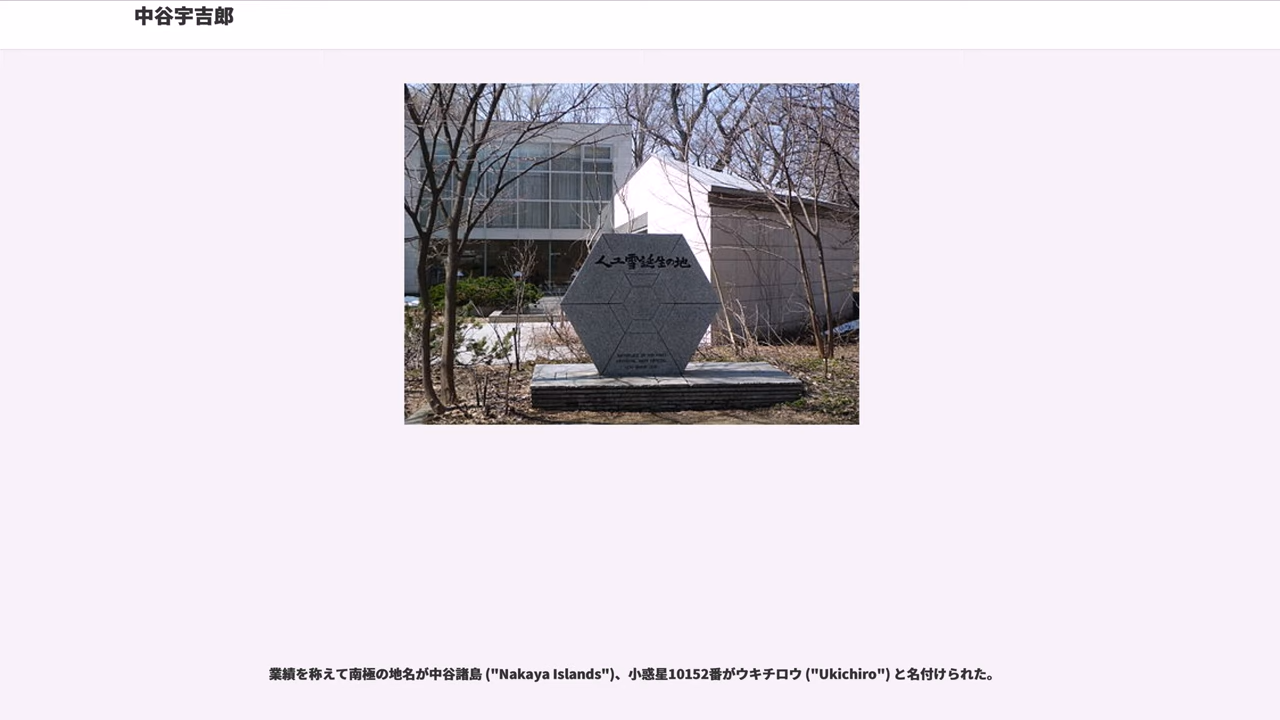 中谷宇吉郎
人工雪誕生の地
業績を称えて南極の地名が中谷諸島 ("Nakaya Islands")、小惑星10152番がウキチロウ ("Ukichiro") と名付けられた。